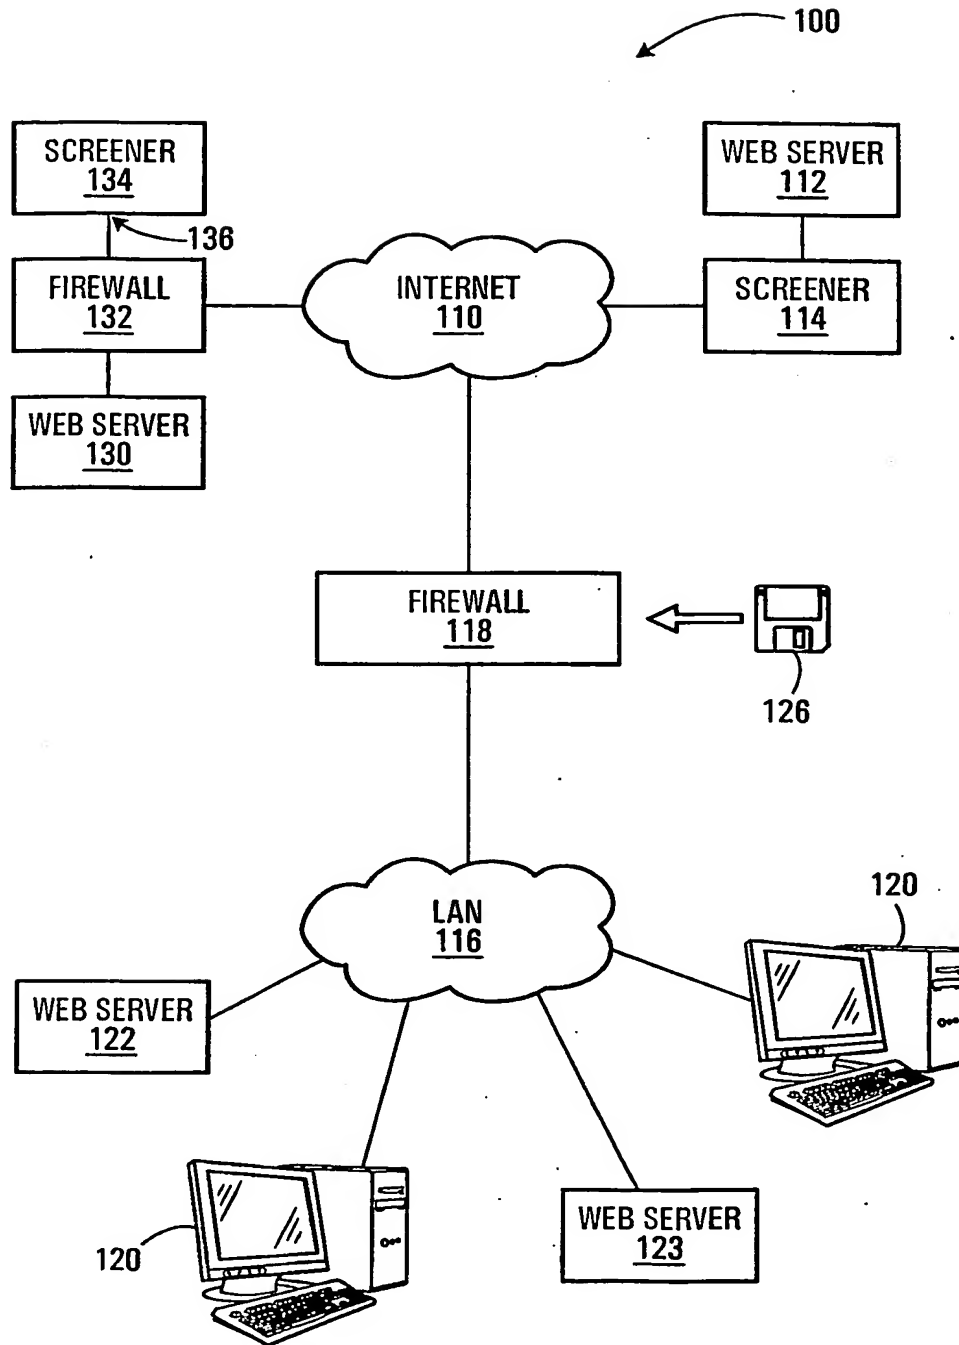 100
SCREENER
134
WEB SERVER
112
136
FIREWALL
132
INTERNET
110
SCREENER
114
WEB SERVER
130
FIREWALL
118
126
LAN
116
120
WEB SERVER
122
120
WEB SERVER
123